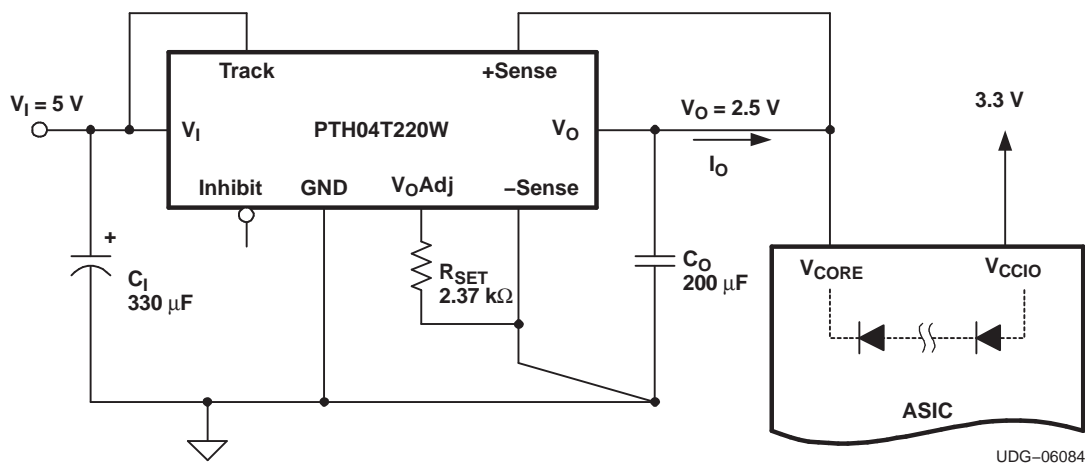 Track
+Sense
V_I = 5 V
V_I
PTH04T220W
V_O
V_O = 2.5 V
I_O
3.3 V
Inhibit
GND
V_OAdj
−Sense
+
C_I
330 μF
R_SET
2.37 kΩ
C_O
200 μF
V_CORE
V_CCIO
ASIC
UDG−06084